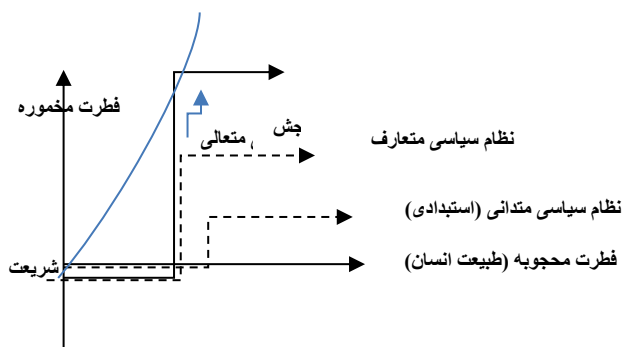 فطرت مخموره
جش متعالی
نظام سیاسی متعارف
نظام سیاسی متدانی (استبدادی)
شریعت
فطرت محجوبه (طبیعت انسان)